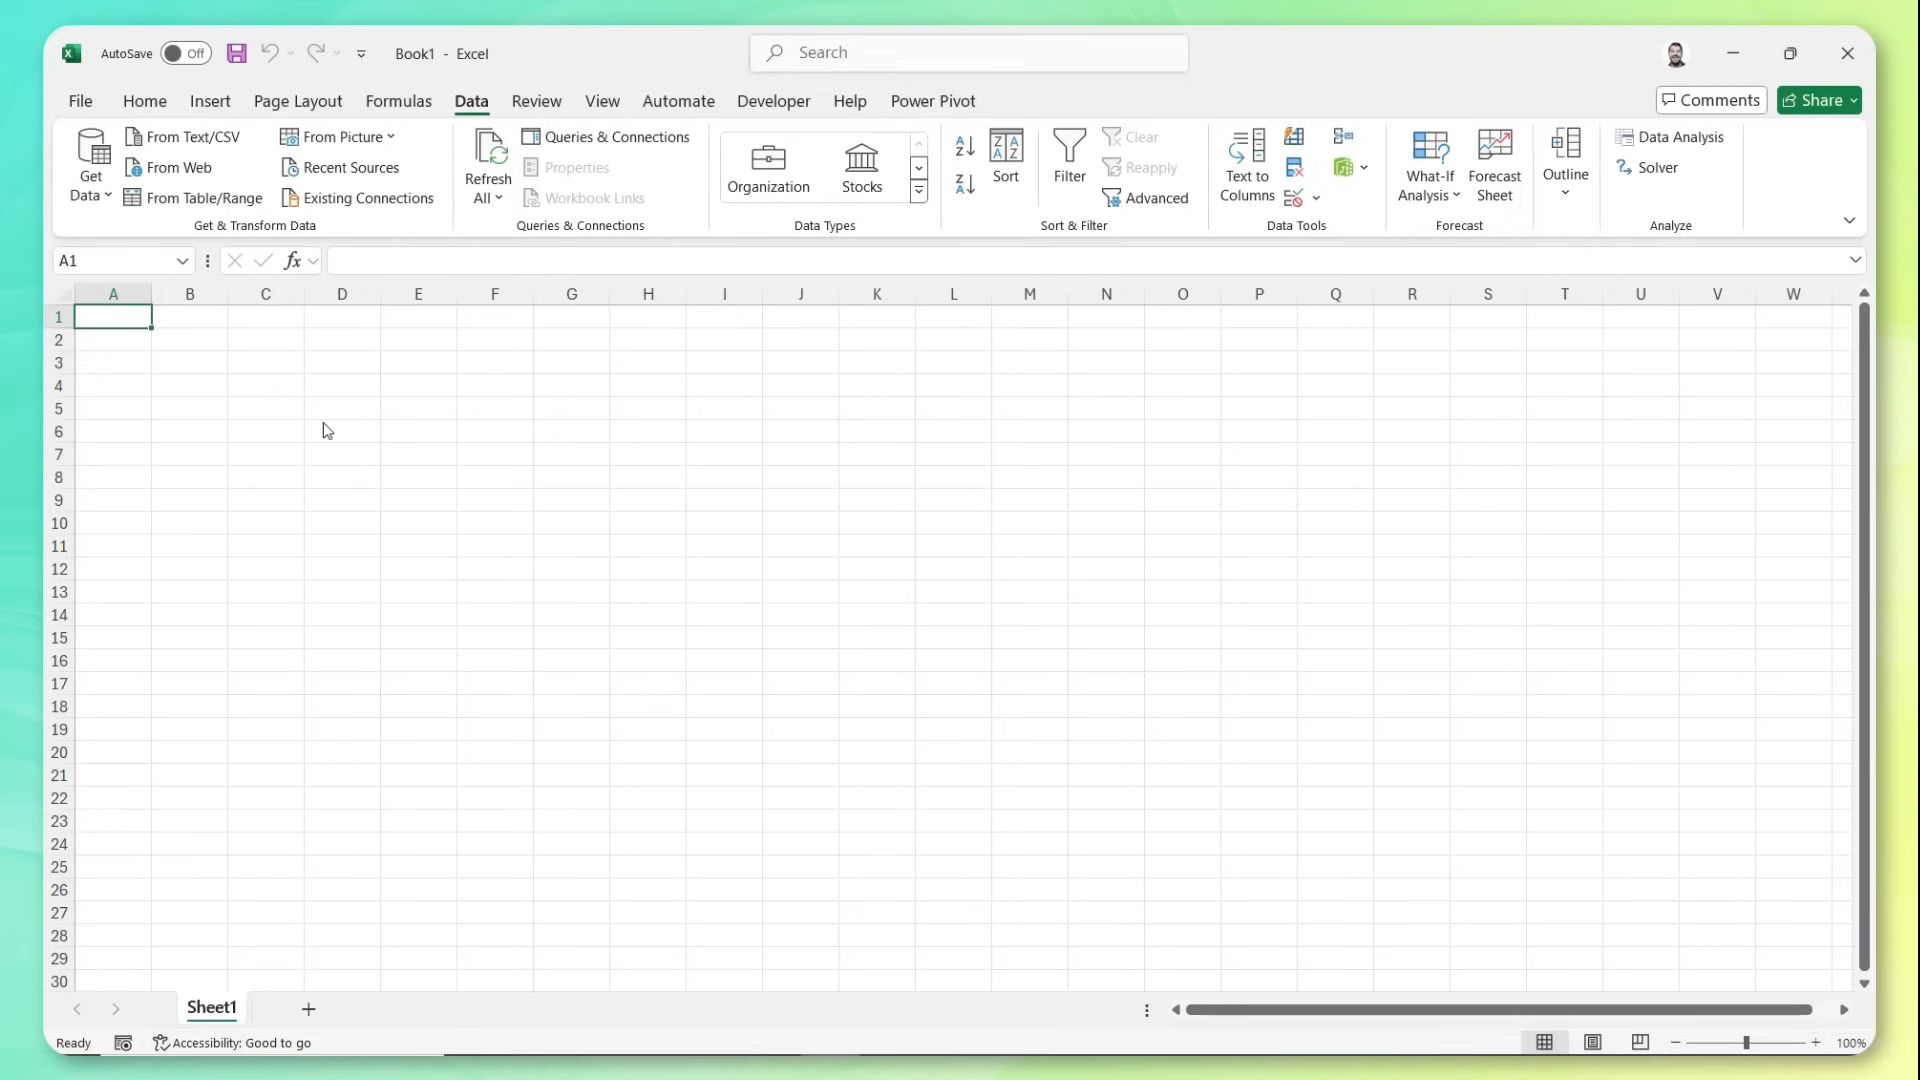 AutoSave Off Book1 - Excel Search
File Home Insert Page Layout Formulas Data Review View Automate Developer Help Power Pivot Comments Share
Get Data
From Text/CSV
From Web
From Table/Range
From Picture
Recent Sources
Existing Connections
Get & Transform Data
Refresh All
Queries & Connections
Properties
Workbook Links
Queries & Connections
Organization
Stocks
Data Types
Sort
Filter
Clear
Reapply
Advanced
Sort & Filter
Text to Columns
Data Tools
What-If Analysis
Forecast Sheet
Forecast
Outline
Data Analysis
Solver
Analyze
A1 fx
A B C D E F G H I J K L M N O P Q R S T U V W
1
2
3
4
5
6
7
8
9
10
11
12
13
14
15
16
17
18
19
20
21
22
23
24
25
26
27
28
29
30
Sheet1
Ready Accessibility: Good to go 100%